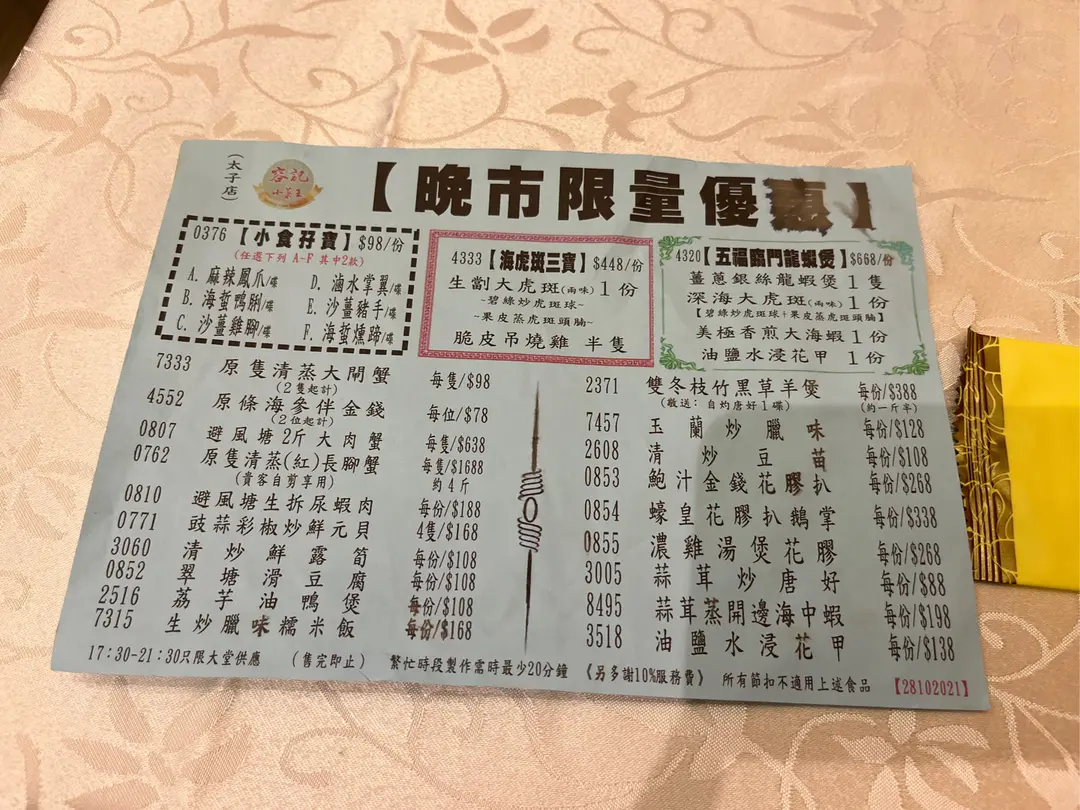 (太子店)
容記
小菜王
【晚市限量優惠】
0376【小食孖寶】$98/份
(任選下列 A-F 其中2款)
A. 麻辣鳳爪/碟
B. 海蜇鴨脷/碟
C. 沙薑雞腳/碟
D. 滷水掌翼/碟
E. 沙薑豬手/碟
F. 海蜇燻蹄/碟
4333【海虎斑三寶】$448/份
生劏大虎斑(兩味)1份
~碧綠炒虎斑球~
~果皮蒸虎斑頭腩~
脆皮吊燒雞 半隻
4320【五福臨門龍蝦煲】$668/份
薑蔥銀絲龍蝦煲 1隻
深海大虎斑(兩味) 1份
【碧綠炒虎斑球+果皮蒸虎斑頭腩】
美極香煎大海蝦 1份
油鹽水浸花甲 1份
7333 原隻清蒸大閘蟹 每隻/$98
(2隻起計)
4552 原條海參伴金錢 每位/$78
(2位起計)
0807 避風塘2斤大肉蟹 每隻/$638
0762 原隻清蒸(紅)長腳蟹 每隻/$1688
(貴客自剪享用) 約4斤
0810 避風塘生拆尿蝦肉 每份/$188
0771 豉蒜彩椒炒鮮元貝 4隻/$168
3060 清炒鮮露筍 每份/$108
0852 翠塘滑豆腐 每份/$108
2516 荔芋油鴨煲 每份/$108
7315 生炒臘味糯米飯 每份/$168
2371 雙冬枝竹黑草羊煲 每份/$388
(敬送：白灼唐好1碟) (約一斤半)
7457 玉蘭炒臘味 每份/$128
2608 清炒豆苗 每份/$108
0853 鮑汁金錢花膠扒 每份/$268
0854 蠔皇花膠扒鵝掌 每份/$338
0855 濃雞湯煲花膠 每份/$268
3005 蒜茸炒唐好 每份/$88
8495 蒜茸蒸開邊海中蝦 每份/$198
3518 油鹽水浸花甲 每份/$138
17:30-21:30只限大堂供應 (售完即止) 繁忙時段製作需時最少20分鐘 《另多謝10%服務費》 所有節扣不適用上述食品 【28102021】